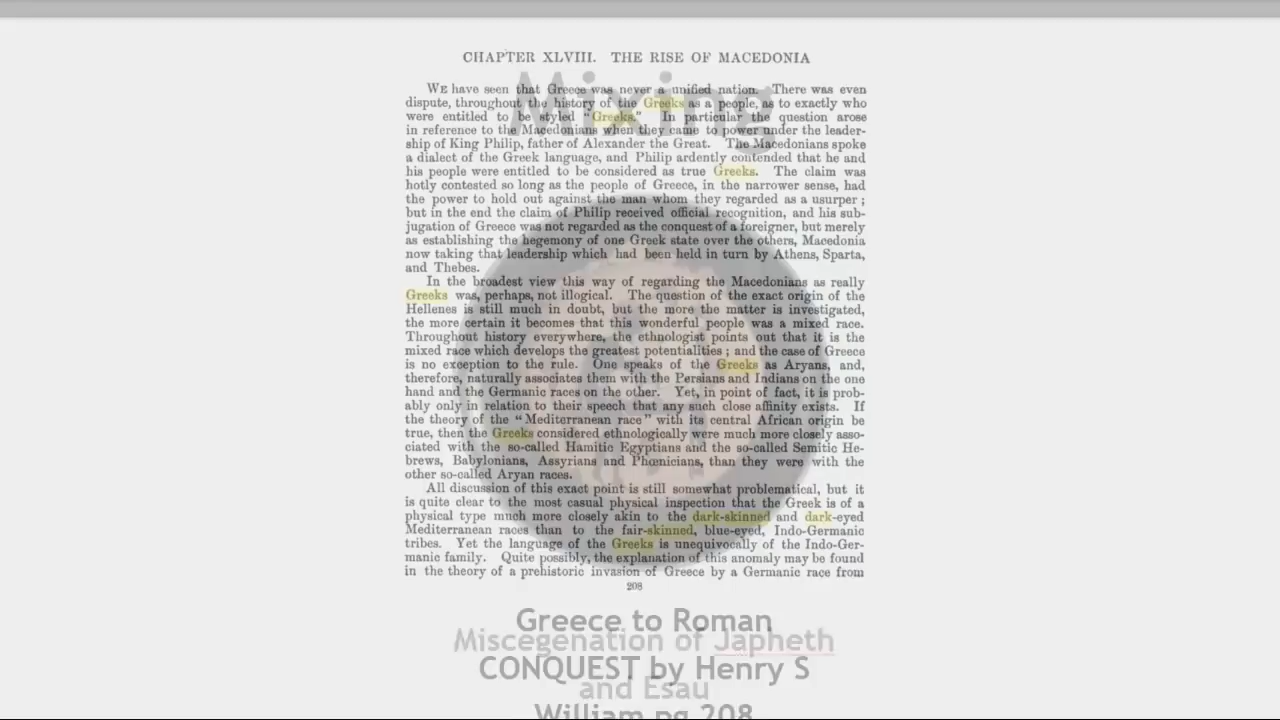 CHAPTER XLVIII. THE RISE OF MACEDONIA
Mixing
WE have seen that Greece was never a unified nation. There was even
dispute, throughout the history of the Greeks as a people, as to exactly who
were entitled to be styled "Greeks." In particular the question arose
in reference to the Macedonians when they came to power under the leader-
ship of King Philip, father of Alexander the Great. The Macedonians spoke
a dialect of the Greek language, and Philip ardently contended that he and
his people were entitled to be considered as true Greeks. The claim was
hotly contested so long as the people of Greece, in the narrower sense, had
the power to hold out against the man whom they regarded as a usurper;
but in the end the claim of Philip received official recognition, and his sub-
jugation of Greece was not regarded as the conquest of a foreigner, but merely
as establishing the hegemony of one Greek state over the others, Macedonia
now taking that leadership which had been held in turn by Athens, Sparta,
and Thebes.
In the broadest view this way of regarding the Macedonians as really
Greeks was, perhaps, not illogical. The question of the exact origin of the
Hellenes is still much in doubt, but the more the matter is investigated,
the more certain it becomes that this wonderful people was a mixed race.
Throughout history everywhere, the ethnologist points out that it is the
mixed race which develops the greatest potentialities; and the case of Greece
is no exception to the rule. One speaks of the Greeks as Aryans, and,
therefore, naturally associates them with the Persians and Indians on the one
hand and the Germanic races on the other. Yet, in point of fact, it is prob-
ably only in relation to their speech that any such close affinity exists. If
the theory of the "Mediterranean race" with its central African origin be
true, then the Greeks considered ethnologically were much more closely asso-
ciated with the so-called Hamitic Egyptians and the so-called Semitic He-
brews, Babylonians, Assyrians and Phœnicians, than they were with the
other so-called Aryan races.
All discussion of this exact point is still somewhat problematical, but it
is quite clear to the most casual physical inspection that the Greek is of a
physical type much more closely akin to the dark-skinned and dark-eyed
Mediterranean races than to the fair-skinned, blue-eyed, Indo-Germanic
tribes. Yet the language of the Greeks is unequivocally of the Indo-Ger-
manic family. Quite possibly, the explanation of this anomaly may be found
in the theory of a prehistoric invasion of Greece by a Germanic race from
208
Greece to Roman
Miscegenation of Japheth
CONQUEST by Henry S
and Esau
William pg 208